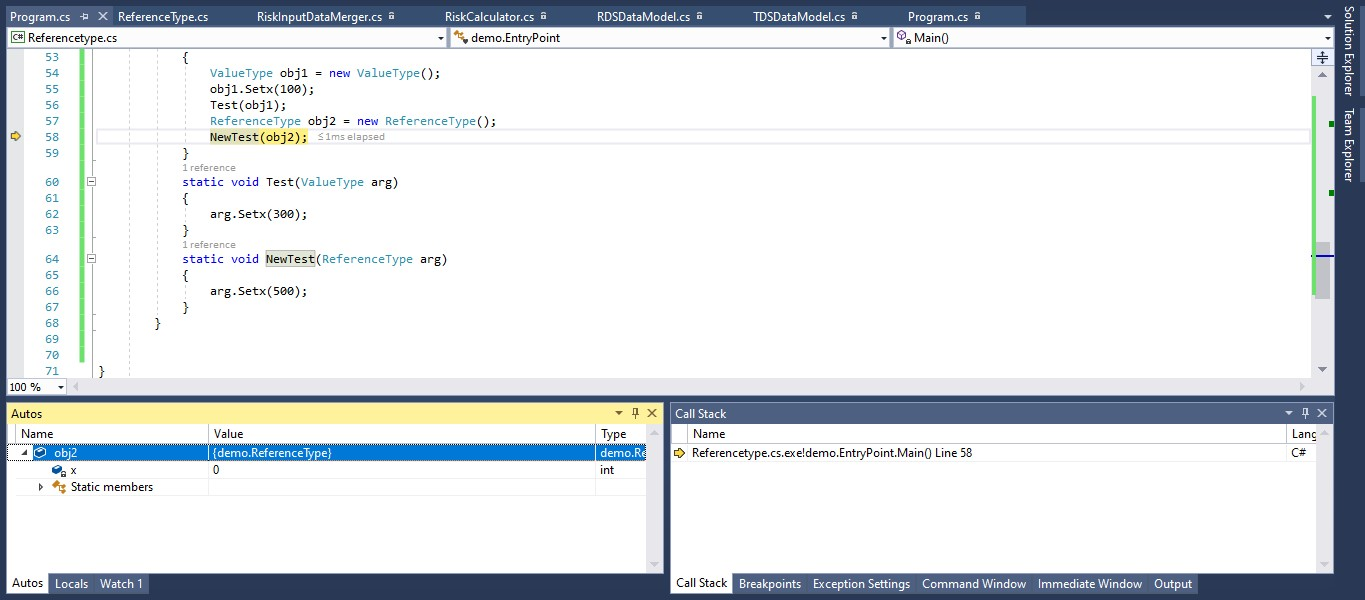 Program.cs
ReferenceType.cs
RiskInputDataMerger.cs
RiskCalculator.cs
RDSDataModel.cs
TDSDataModel.cs
Program.cs
C# Referencetype.cs
demo.EntryPoint
Main()
53 {
54 ValueType obj1 = new ValueType();
55 obj1.Setx(100);
56 Test(obj1);
57 ReferenceType obj2 = new ReferenceType();
58 NewTest(obj2); ≤1ms elapsed
59 }
1 reference
60 static void Test(ValueType arg)
61 {
62 arg.Setx(300);
63 }
1 reference
64 static void NewTest(ReferenceType arg)
65 {
66 arg.Setx(500);
67 }
68 }
69
70
71 }
100 %
Solution Explorer
Team Explorer
Autos
Name Value Type
obj2 {demo.ReferenceType} demo.Re
x 0 int
Static members
Autos Locals Watch 1
Call Stack
Name Lang
Referencetype.cs.exe!demo.EntryPoint.Main() Line 58 C#
Call Stack Breakpoints Exception Settings Command Window Immediate Window Output